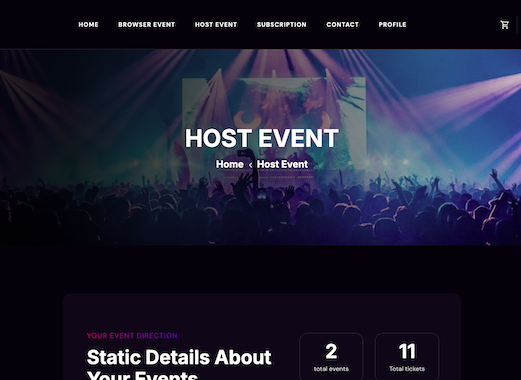 HOME BROWSER EVENT HOST EVENT SUBSCRIPTION CONTACT PROFILE
HOST EVENT
Home ‹ Host Event
YOUR EVENT DIRECTION
Static Details About
Your Events
2
total events
11
Total tickets